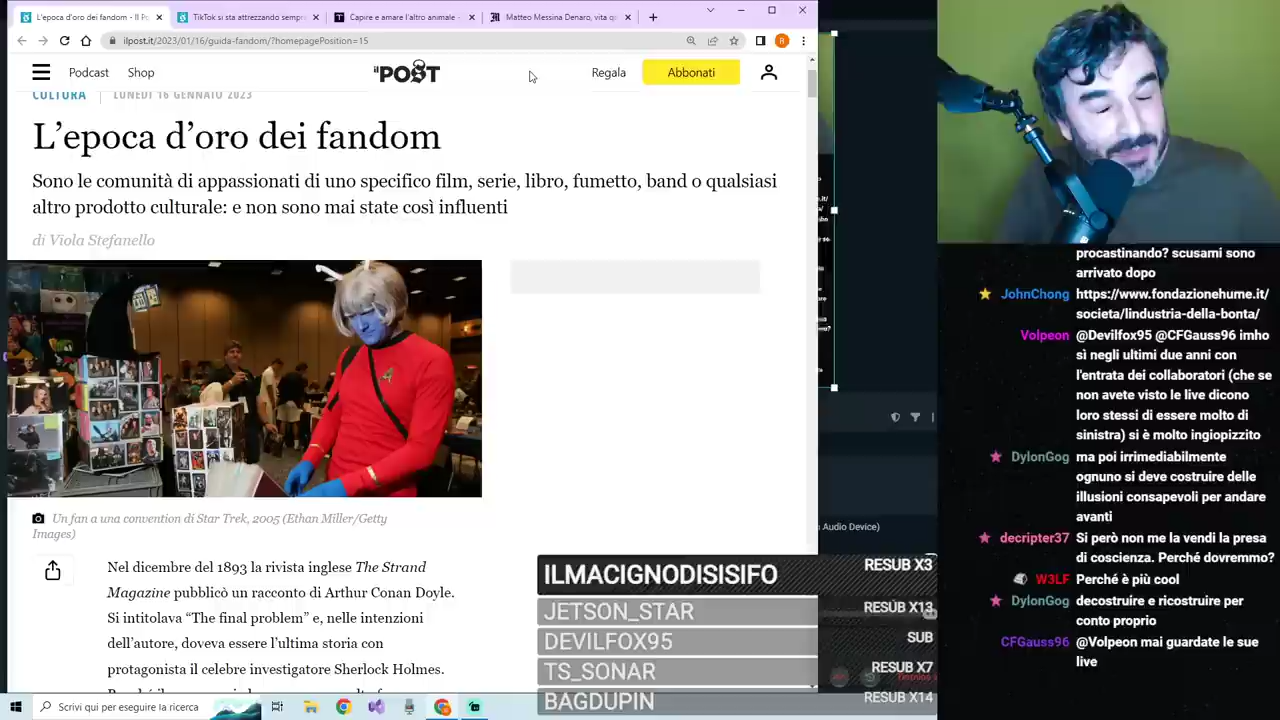 L'epoca d'oro dei fandom - Il P
TikTok si sta attrezzando sempr
Capire e amare l'altro animale -
Matteo Messina Denaro, vita op
ilpost.it/2023/01/16/guida-fandom/?homepagePosition=15
R
Podcast
Shop
IL POST
Regala
Abbonati
CULTURA
LUNEDÌ 16 GENNAIO 2023
L'epoca d'oro dei fandom
Sono le comunità di appassionati di uno specifico film, serie, libro, fumetto, band o qualsiasi
altro prodotto culturale: e non sono mai state così influenti
di Viola Stefanello
Un fan a una convention di Star Trek, 2005 (Ethan Miller/Getty
Images)
Nel dicembre del 1893 la rivista inglese The Strand
Magazine pubblicò un racconto di Arthur Conan Doyle.
Si intitolava “The final problem” e, nelle intenzioni
dell'autore, doveva essere l'ultima storia con
protagonista il celebre investigatore Sherlock Holmes.
Audio Device)
ILMACIGNODISISIFO RESUB X3
JETSON_STAR RESUB X13
DEVILFOX95 SUB
TS_SONAR RESUB X7
BAGDUPIN RESUB X14
Scrivi qui per eseguire la ricerca
procastinando? scusami sono
arrivato dopo
JohnChong https://www.fondazionehume.it/
societa/lindustria-della-bonta/
Volpeon @Devilfox95 @CFGauss96 imho
sì negli ultimi due anni con
l'entrata dei collaboratori (che se
non avete visto le live dicono
loro stessi di essere molto di
sinistra) si è molto ingiopizzito
DylonGog ma poi irrimediabilmente
ognuno si deve costruire delle
illusioni consapevoli per andare
avanti
decripter37 Si però non me la vendi la presa
di coscienza. Perché dovremmo?
W3LF Perché è più cool
DylonGog decostruíre e ricostruire per
conto proprio
CFGauss96 @Volpeon mai guardate le sue
live